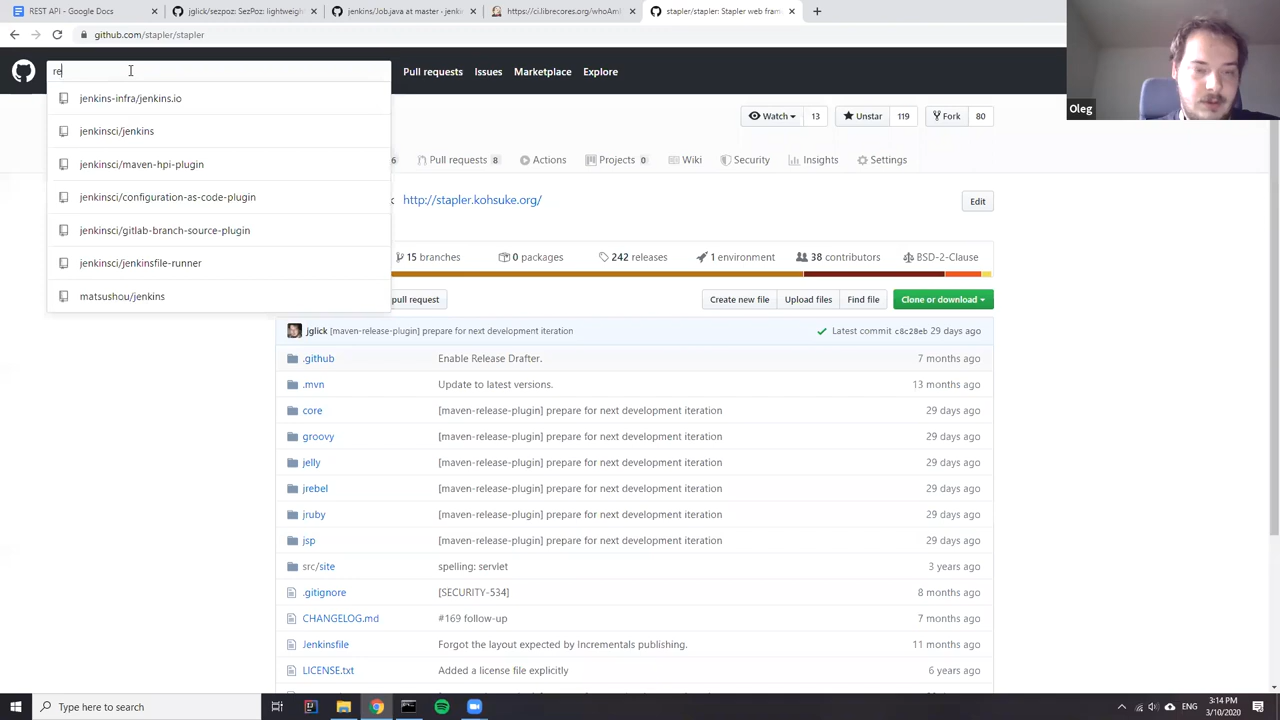 REST API - Google Docs
jglick/sezpoz: SezPoz: lightweigh
jenkins/Job.java at master · jenki
https://ci.librecores.org/whoAmI
stapler/stapler: Stapler web fram
github.com/stapler/stapler
re
Pull requests
Issues
Marketplace
Explore
jenkins-infra/jenkins.io
jenkinsci/jenkins
jenkinsci/maven-hpi-plugin
jenkinsci/configuration-as-code-plugin
jenkinsci/gitlab-branch-source-plugin
jenkinsci/jenkinsfile-runner
matsushou/jenkins
Oleg
Watch 13
Unstar 119
Fork 80
6
Pull requests 8
Actions
Projects 0
Wiki
Security
Insights
Settings
k http://stapler.kohsuke.org/
Edit
15 branches
0 packages
242 releases
1 environment
38 contributors
BSD-2-Clause
pull request
Create new file
Upload files
Find file
Clone or download
jglick [maven-release-plugin] prepare for next development iteration
Latest commit c8c28eb 29 days ago
.github Enable Release Drafter. 7 months ago
.mvn Update to latest versions. 13 months ago
core [maven-release-plugin] prepare for next development iteration 29 days ago
groovy [maven-release-plugin] prepare for next development iteration 29 days ago
jelly [maven-release-plugin] prepare for next development iteration 29 days ago
jrebel [maven-release-plugin] prepare for next development iteration 29 days ago
jruby [maven-release-plugin] prepare for next development iteration 29 days ago
jsp [maven-release-plugin] prepare for next development iteration 29 days ago
src/site spelling: servlet 3 years ago
.gitignore [SECURITY-534] 8 months ago
CHANGELOG.md #169 follow-up 7 months ago
Jenkinsfile Forgot the layout expected by Incrementals publishing. 11 months ago
LICENSE.txt Added a license file explicitly 6 years ago
Type here to search
ENG
3:14 PM
3/10/2020